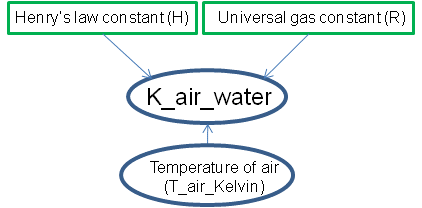 Henry's law constant (H)
Universal gas constant (R)
K_air_water
Temperature of air
(T_air_Kelvin)